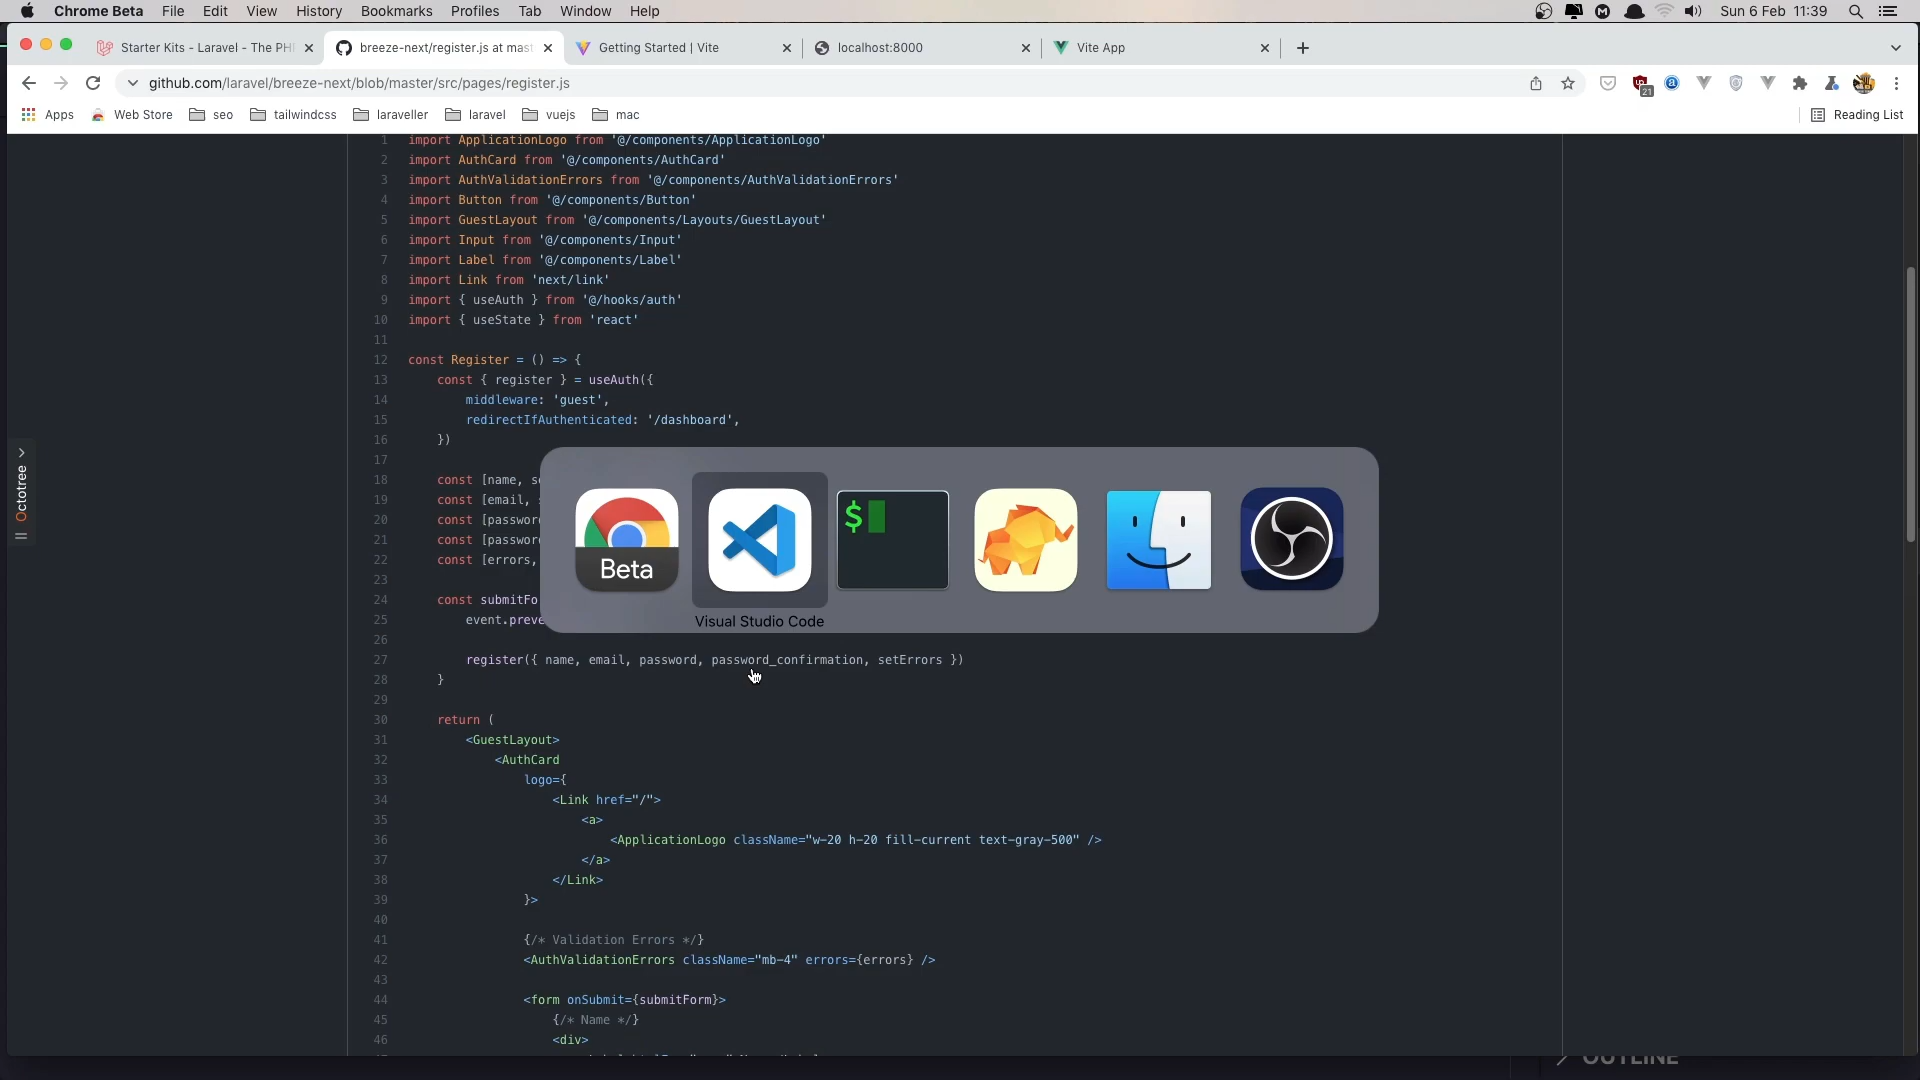 Chrome Beta File Edit View History Bookmarks Profiles Tab Window Help Sun 6 Feb 11:39
Starter Kits - Laravel - The PH breeze-next/register.js at mast Getting Started | Vite localhost:8000 Vite App
github.com/laravel/breeze-next/blob/master/src/pages/register.js 21
Apps Web Store seo tailwindcss laraveller laravel vuejs mac Reading List
1 import ApplicationLogo from '@/components/ApplicationLogo'
2 import AuthCard from '@/components/AuthCard'
3 import AuthValidationErrors from '@/components/AuthValidationErrors'
4 import Button from '@/components/Button'
5 import GuestLayout from '@/components/Layouts/GuestLayout'
6 import Input from '@/components/Input'
7 import Label from '@/components/Label'
8 import Link from 'next/link'
9 import { useAuth } from '@/hooks/auth'
10 import { useState } from 'react'
11
12 const Register = () => {
13 const { register } = useAuth({
14 middleware: 'guest',
15 redirectIfAuthenticated: '/dashboard',
16 })
17
18 const [name, s
19 const [email, s
20 const [passwor
21 const [passwor
22 const [errors,
23
24 const submitFo
25 event.preve
26
27 register({ name, email, password, password_confirmation, setErrors })
28 }
29
30 return (
31 <GuestLayout>
32 <AuthCard
33 logo={
34 <Link href="/">
35 <a>
36 <ApplicationLogo className="w-20 h-20 fill-current text-gray-500" />
37 </a>
38 </Link>
39 }>
40
41 {/* Validation Errors */}
42 <AuthValidationErrors className="mb-4" errors={errors} />
43
44 <form onSubmit={submitForm}>
45 {/* Name */}
46 <div>
Octotree
Beta
$
Visual Studio Code
OUTLINE